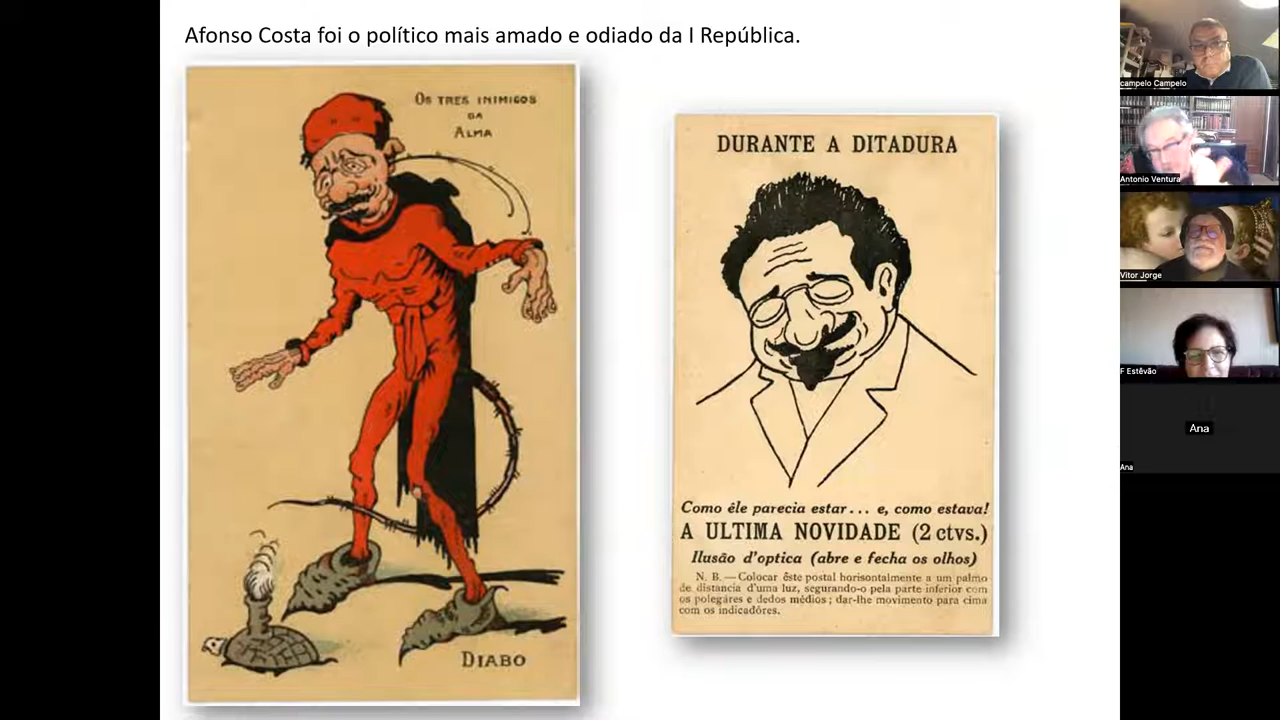 Afonso Costa foi o político mais amado e odiado da I República.
OS TRES INIMIGOS
DA
ALMA
DIABO
DURANTE A DITADURA
Como êle parecia estar... e, como estava!
A ULTIMA NOVIDADE (2 ctvs.)
Ilusão d'optica (abre e fecha os olhos)
N. B. — Colocar êste postal horisontalmente a um palmo
de distancia d'uma luz, segurando-o pela parte inferior com
os polegáres e dedos médios; dar-lhe movimento para cima
com os indicadôres.
campelo Campelo
Antonio Ventura
Vitor Jorge
F Estêvão
Ana
Ana